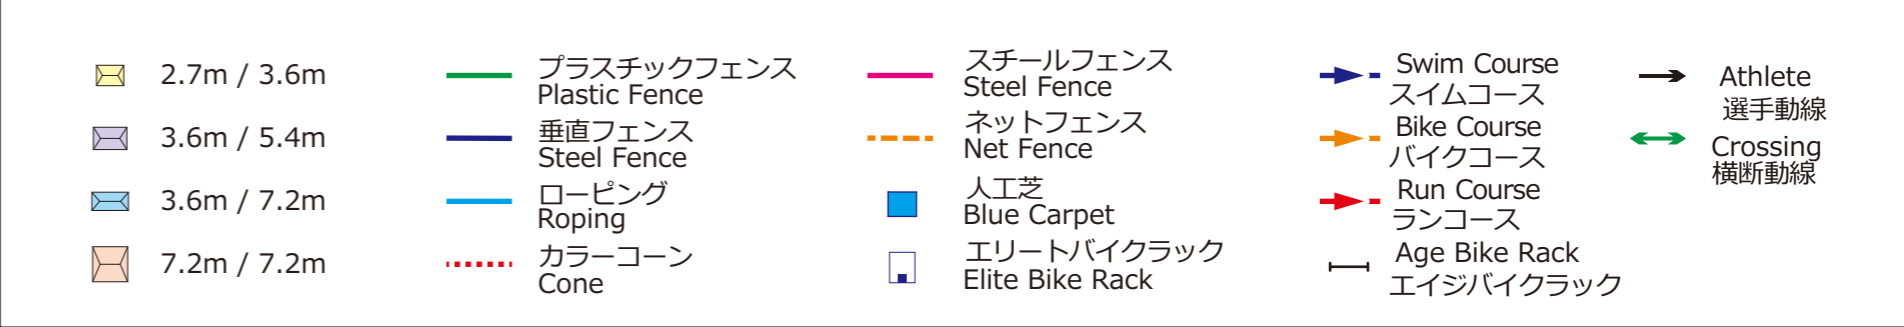 2.7m / 3.6m
3.6m / 5.4m
3.6m / 7.2m
7.2m / 7.2m
プラスチックフェンス
Plastic Fence
垂直フェンス
Steel Fence
ローピング
Roping
カラーコーン
Cone
スチールフェンス
Steel Fence
ネットフェンス
Net Fence
人工芝
Blue Carpet
エリートバイクラック
Elite Bike Rack
Swim Course
スイムコース
Bike Course
バイクコース
Run Course
ランコース
Age Bike Rack
エイジバイクラック
Athlete
選手動線
Crossing
横断動線